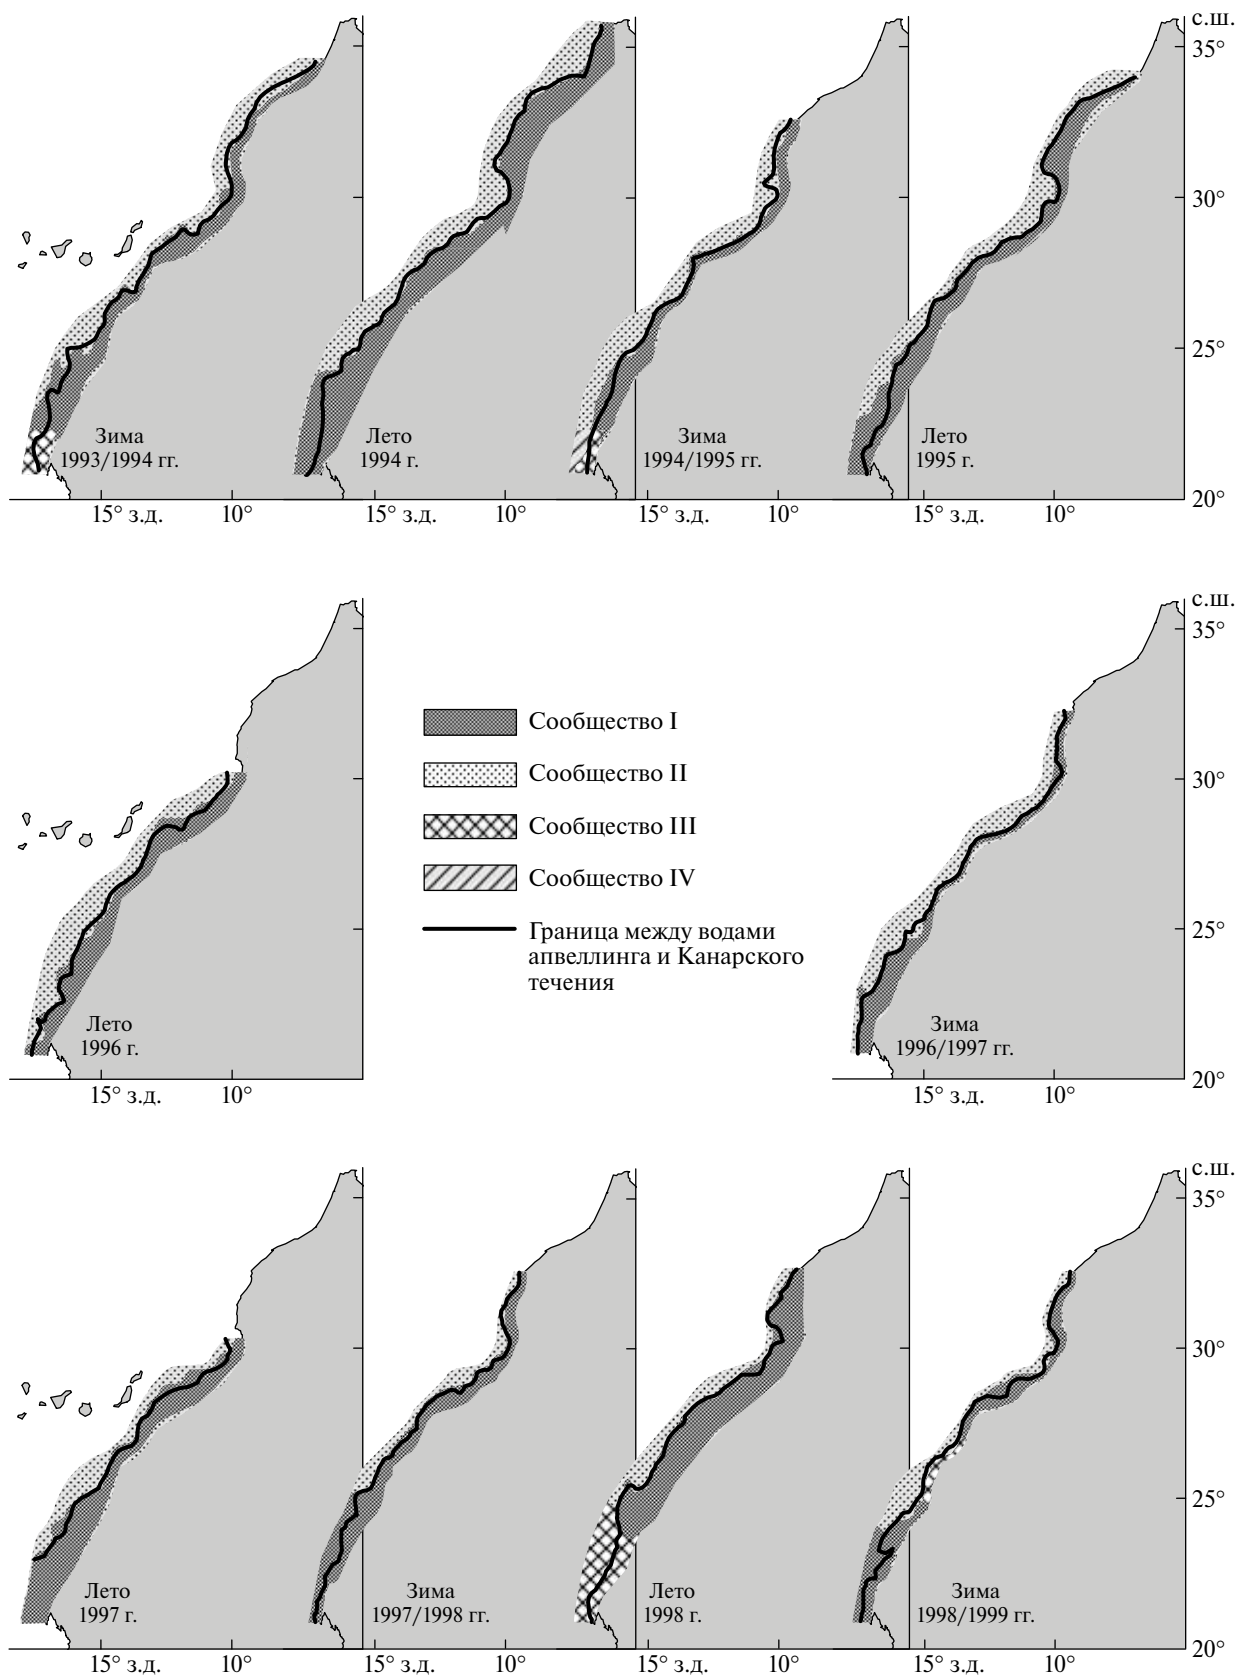 с.ш.
35°
30°
25°
20°
Зима
1993/1994 гг.
Лето
1994 г.
Зима
1994/1995 гг.
Лето
1995 г.
15° з.д.
10°
15° з.д.
10°
15° з.д.
10°
15° з.д.
10°
с.ш.
35°
30°
25°
20°
Сообщество I
Сообщество II
Сообщество III
Сообщество IV
Граница между водами
апвеллинга и Канарского
течения
Лето
1996 г.
Зима
1996/1997 гг.
15° з.д.
10°
15° з.д.
10°
с.ш.
35°
30°
25°
20°
Лето
1997 г.
Зима
1997/1998 гг.
Лето
1998 г.
Зима
1998/1999 гг.
15° з.д.
10°
15° з.д.
10°
15° з.д.
10°
15° з.д.
10°